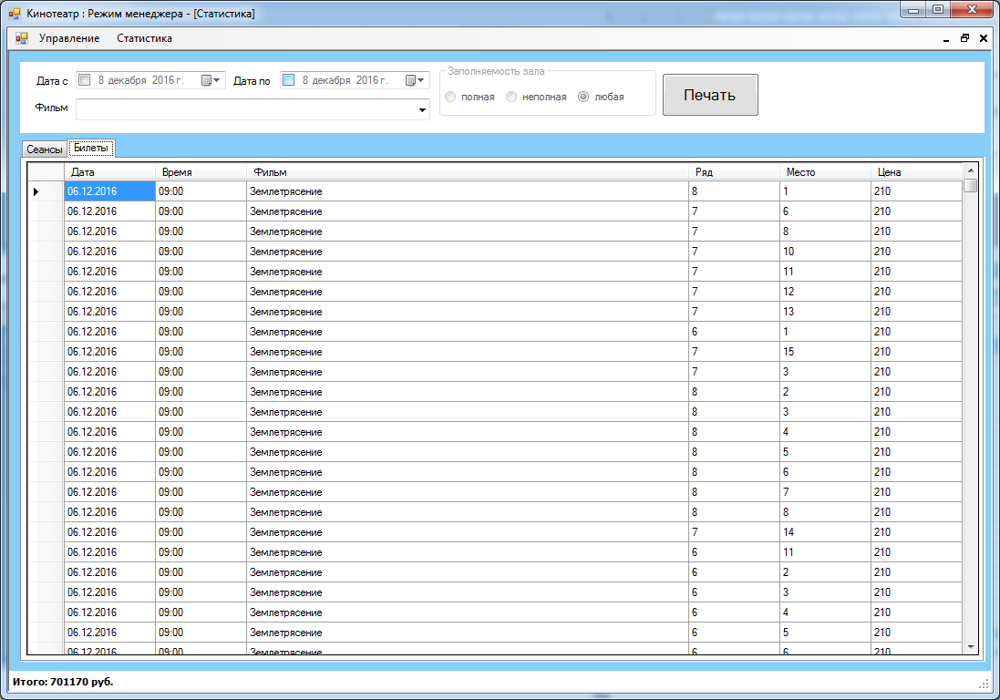 Кинотеатр : Режим менеджера - [Статистика]
Управление Статистика
Дата с 8 декабря 2016 г. Дата по 8 декабря 2016 г. Заполняемость зала
полная неполная любая
Печать
Фильм
Сеансы Билеты
Дата Время Фильм Ряд Место Цена
06.12.2016 09:00 Землетрясение 8 1 210
06.12.2016 09:00 Землетрясение 7 6 210
06.12.2016 09:00 Землетрясение 7 8 210
06.12.2016 09:00 Землетрясение 7 10 210
06.12.2016 09:00 Землетрясение 7 11 210
06.12.2016 09:00 Землетрясение 7 12 210
06.12.2016 09:00 Землетрясение 7 13 210
06.12.2016 09:00 Землетрясение 6 1 210
06.12.2016 09:00 Землетрясение 7 15 210
06.12.2016 09:00 Землетрясение 7 3 210
06.12.2016 09:00 Землетрясение 8 2 210
06.12.2016 09:00 Землетрясение 8 3 210
06.12.2016 09:00 Землетрясение 8 4 210
06.12.2016 09:00 Землетрясение 8 5 210
06.12.2016 09:00 Землетрясение 8 6 210
06.12.2016 09:00 Землетрясение 8 7 210
06.12.2016 09:00 Землетрясение 8 8 210
06.12.2016 09:00 Землетрясение 7 14 210
06.12.2016 09:00 Землетрясение 6 11 210
06.12.2016 09:00 Землетрясение 6 2 210
06.12.2016 09:00 Землетрясение 6 3 210
06.12.2016 09:00 Землетрясение 6 4 210
06.12.2016 09:00 Землетрясение 6 5 210
06.12.2016 09:00 Землетрясение 6 6 210
Итого: 701170 руб.